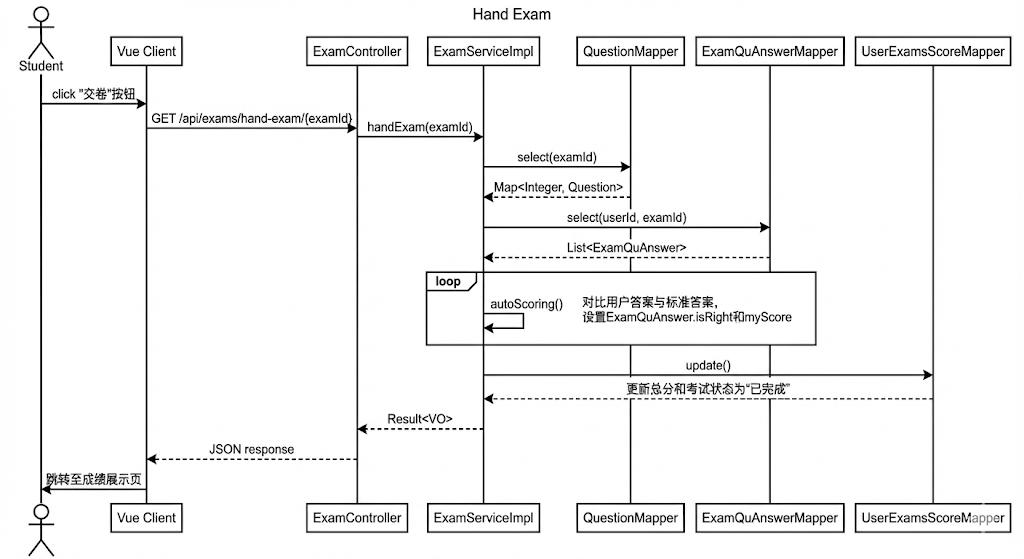 Hand Exam
Student
Vue Client
ExamController
ExamServiceImpl
QuestionMapper
ExamQuAnswerMapper
UserExamsScoreMapper
click "交卷"按钮
GET /api/exams/hand-exam/{examId}
handExam(examId)
select(examId)
Map<Integer, Question>
select(userId, examId)
List<ExamQuAnswer>
loop
autoScoring()
对比用户答案与标准答案，
设置ExamQuAnswer.isRight和myScore
update()
更新总分和考试状态为“已完成”
Result<VO>
JSON response
跳转至成绩展示页
Vue Client
ExamController
ExamServiceImpl
QuestionMapper
ExamQuAnswerMapper
UserExamsScoreMapper